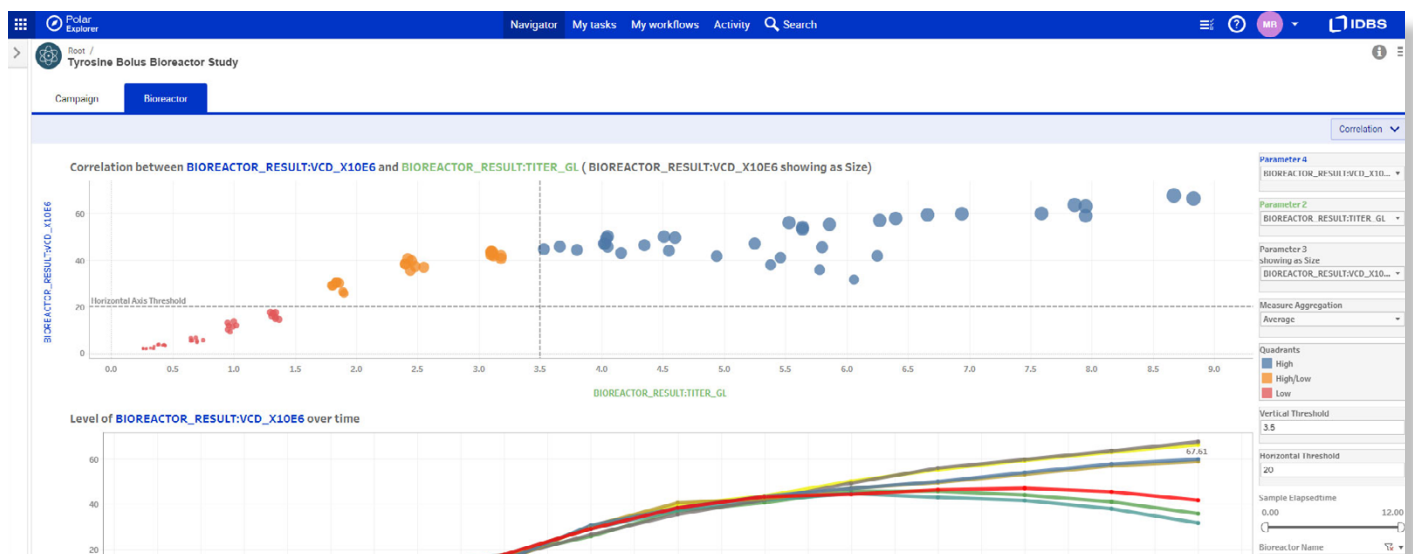 Polar
Explorer
Navigator My tasks My workflows Activity Search
MR
IDBS
Root /
Tyrosine Bolus Bioreactor Study
Campaign Bioreactor
Correlation
Correlation between BIOREACTOR_RESULT:VCD_X10E6 and BIOREACTOR_RESULT:TITER_GL ( BIOREACTOR_RESULT:VCD_X10E6 showing as Size)
BIOREACTOR_RESULT:VCD_X10E6
60
40
20
0
Horizontal Axis Threshold
0.0 0.5 1.0 1.5 2.0 2.5 3.0 3.5 4.0 4.5 5.0 5.5 6.0 6.5 7.0 7.5 8.0 8.5 9.0
BIOREACTOR_RESULT:TITER_GL
Level of BIOREACTOR_RESULT:VCD_X10E6 over time
60
40
20
67.61
Parameter 4
BIOREACTOR_RESULT:VCD_X10...
Parameter 2
BIOREACTOR_RESULT:TITER_GL
Parameter 3
showing as Size
BIOREACTOR_RESULT:VCD_X10...
Measure Aggregation
Average
Quadrants
High
High/Low
Low
Vertical Threshold
3.5
Horizontal Threshold
20
Sample Elapsedtime
0.00 12.00
Bioreactor Name